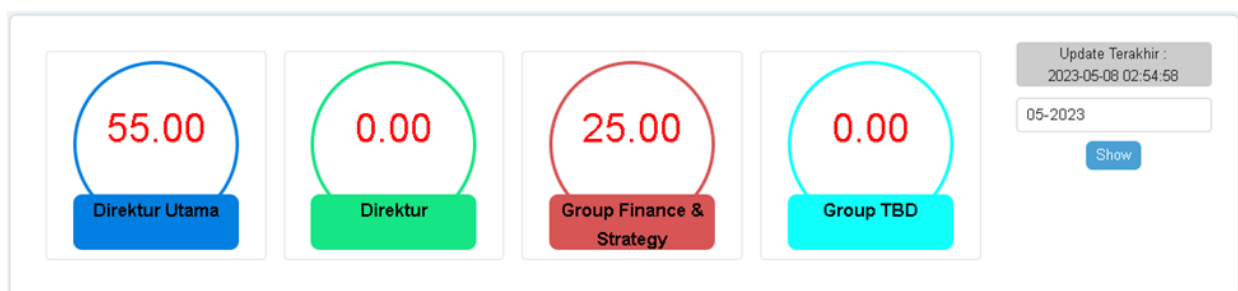 55.00
Direktur Utama
0.00
Direktur
25.00
Group Finance &
Strategy
0.00
Group TBD
Update Terakhir :
2023-05-08 02:54:58
05-2023
Show